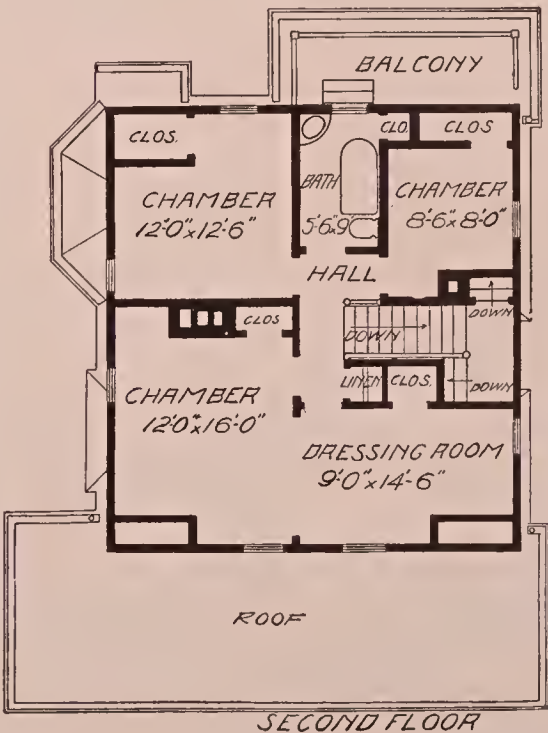 BALCONY
CLOS.
CLO.
CLOS
CHAMBER
12'-0"x12'-6"
BATH
5'-6"x9
CHAMBER
8'-6"x8'-0"
HALL
CLOS
DOWN
DOWN
CHAMBER
12'-0"x16'-0"
LINEN
CLOS.
DOWN
DRESSING ROOM
9'-0"x14'-6"
ROOF
SECOND FLOOR